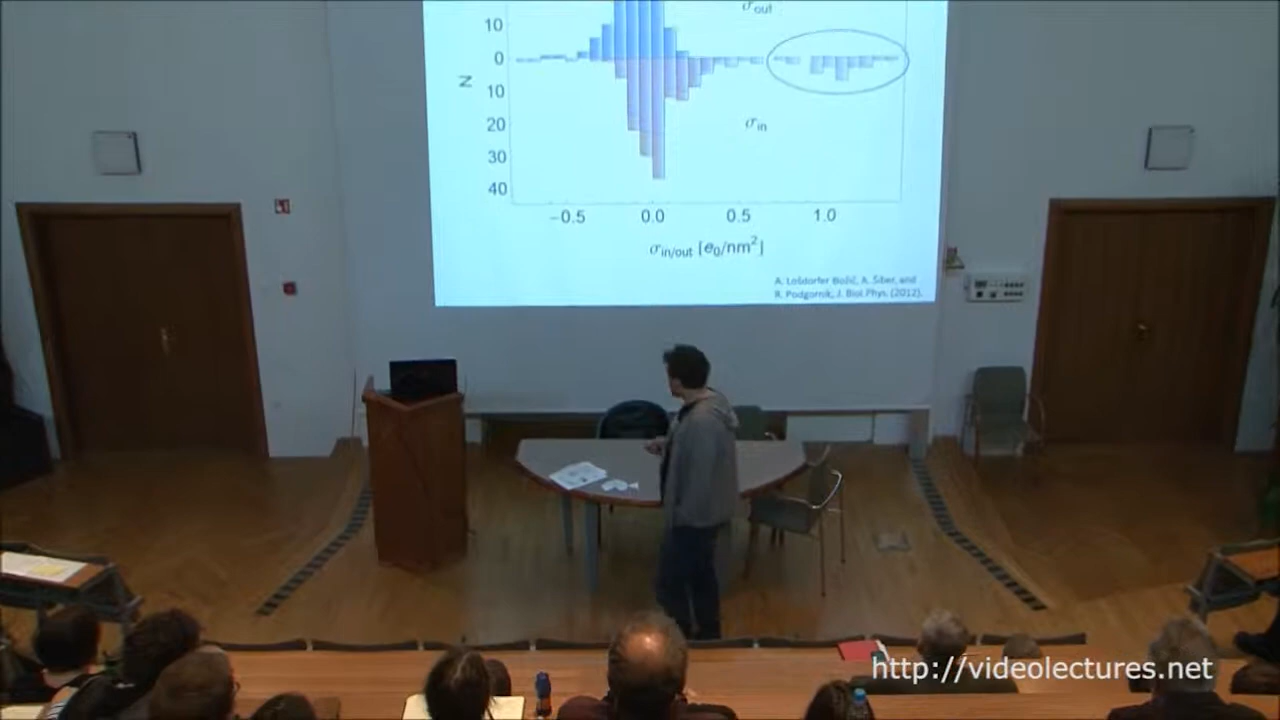 σout
10
0
N
10
σin
20
30
40
−0.5 0.0 0.5 1.0
σin/out [e0/nm2]
A. Lošdorfer Božič, A. Šiber, and
R. Podgornik, J. Biol. Phys. (2012).
http://videolectures.net